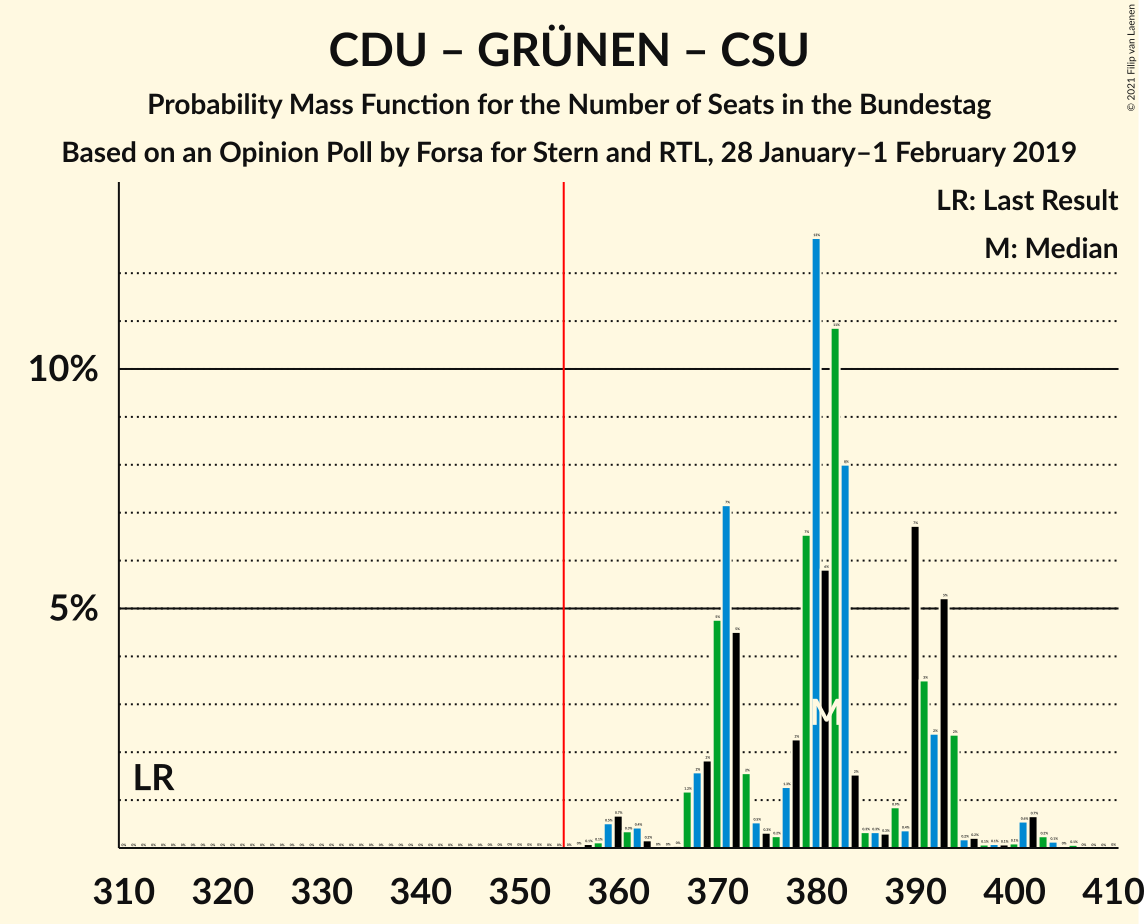 CDU – GRÜNEN – CSU
Probability Mass Function for the Number of Seats in the Bundestag
Based on an Opinion Poll by Forsa for Stern and RTL, 28 January–1 February 2019
© 2021 Filip van Laenen
LR: Last Result
M: Median
10%
5%
LR
M
310 320 330 340 350 360 370 380 390 400 410